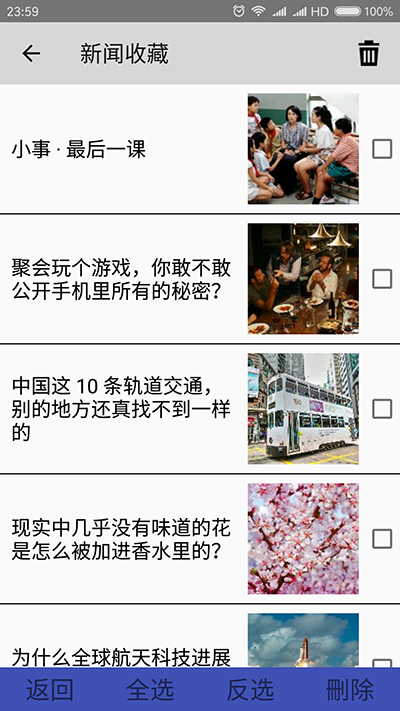 23:59 HD 100%
新闻收藏
小事 · 最后一课
聚会玩个游戏，你敢不敢
公开手机里所有的秘密？
中国这 10 条轨道交通，
别的地方还真找不到一样
的
现实中几乎没有味道的花
是怎么被加进香水里的？
为什么全球航天科技进展
返回 全选 反选 刪除